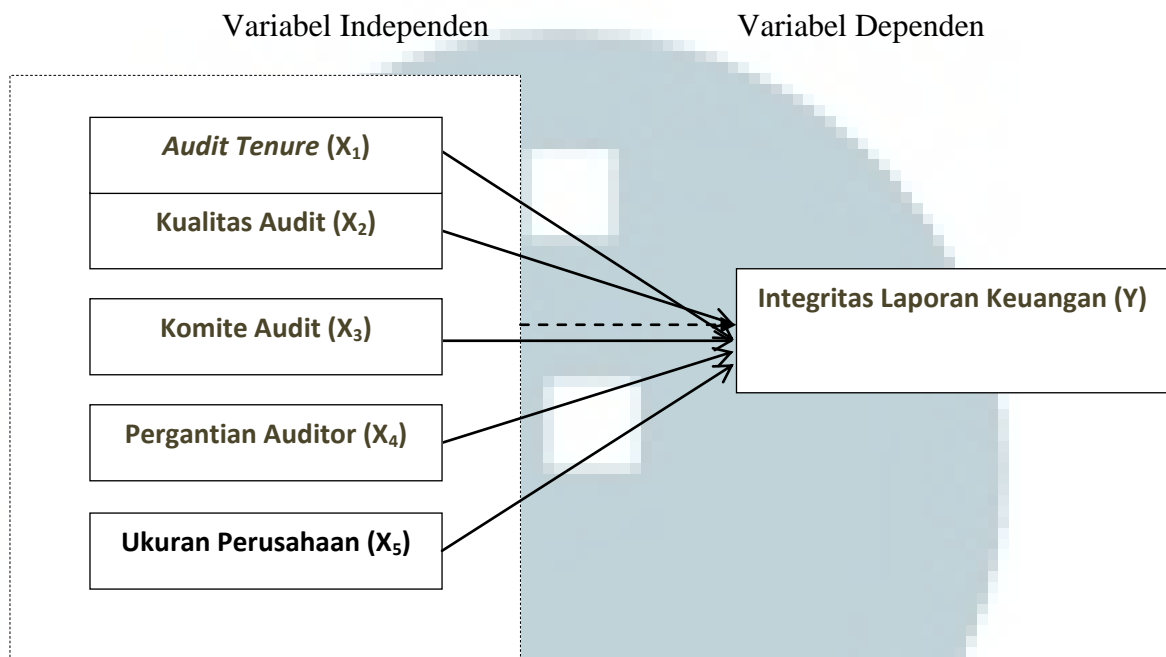 Variabel Independen
Variabel Dependen
Audit Tenure (X₁)
Kualitas Audit (X₂)
Komite Audit (X₃)
Pergantian Auditor (X₄)
Ukuran Perusahaan (X₅)
Integritas Laporan Keuangan (Y)